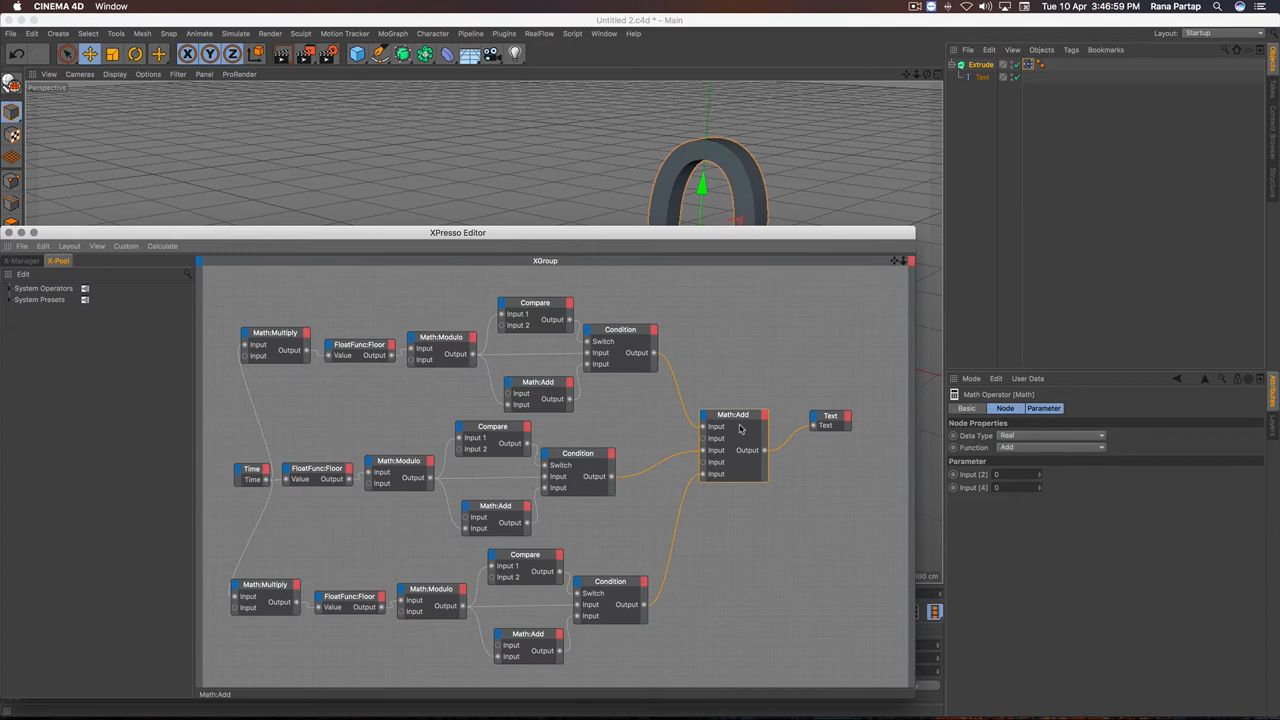 CINEMA 4D Window
Tue 10 Apr 3:46:59 PM Rana Partap
Untitled 2.c4d * - Main
File Edit Create Select Tools Mesh Snap Animate Simulate Render Sculpt Motion Tracker MoGraph Character Pipeline Plugins RealFlow Script Window Help
Layout: Startup
X Y Z
View Cameras Display Options Filter Panel ProRender
Perspective
File Edit View Objects Tags Bookmarks
Extrude
Text
XPresso Editor
File Edit Layout View Custom Calculate
X-Manager X-Pool
Edit
System Operators
System Presets
XGroup
Compare
Input 1
Output
Input 2
Math:Multiply
Input
Output
Input
FloatFunc:Floor
Value Output
Math:Modulo
Input
Output
Input
Condition
Switch
Input Output
Input
Math:Add
Input
Output
Input
Compare
Input 1
Output
Input 2
Time
Time
FloatFunc:Floor
Value Output
Math:Modulo
Input
Output
Input
Condition
Switch
Input Output
Input
Math:Add
Input
Output
Input
Compare
Input 1
Output
Input 2
Math:Multiply
Input
Output
Input
FloatFunc:Floor
Value Output
Math:Modulo
Input
Output
Input
Condition
Switch
Input Output
Input
Math:Add
Input
Output
Input
Math:Add
Input
Input
Input Output
Input
Input
Text
Text
Math:Add
100 cm
Mode Edit User Data
Math Operator [Math]
Basic Node Parameter
Node Properties
Data Type Real
Function Add
Parameter
Input [2] 0
Input [4] 0
Objects
Takes
Content Browser
Structure
Attributes
Layers